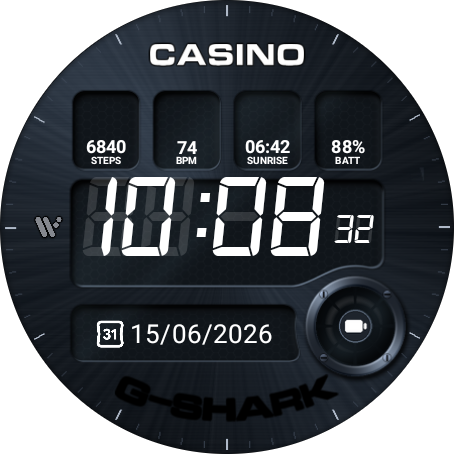 CASINO
6840 74 06:42 88%
STEPS BPM SUNRISE BATT
10:08 32
31 15/06/2026
G-SHARK